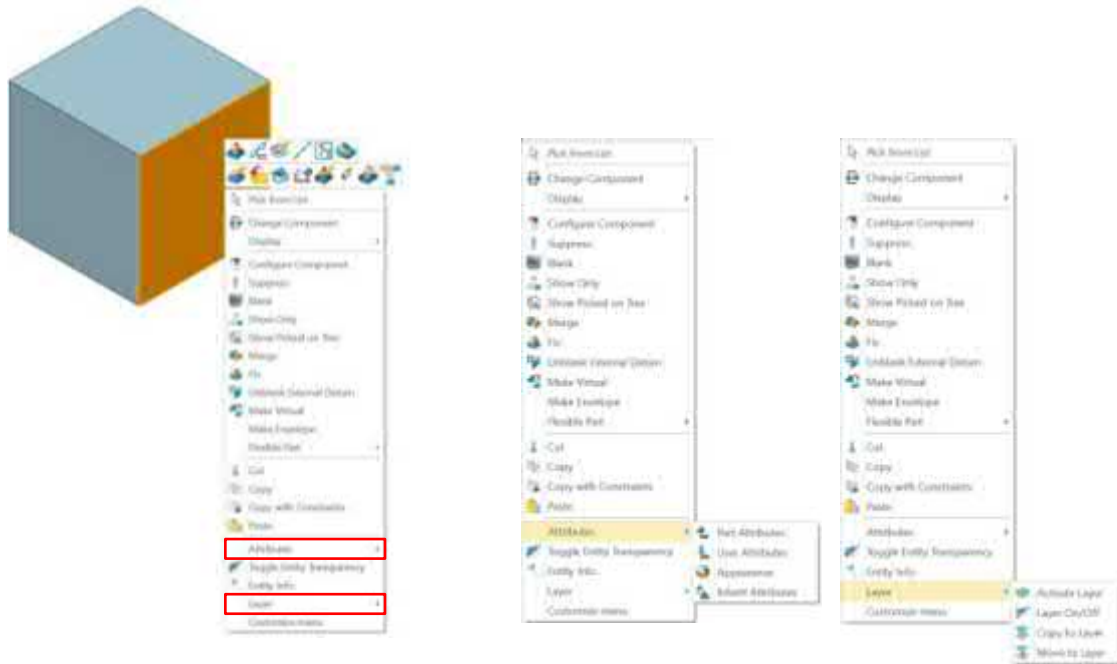 Pick from List
Change Component
Display
Configure Component
Suppress
Blank
Show Only
Show Picked on Tree
Merge
Fix
Unblank External Datum
Make Virtual
Make Envelope
Flexible Part
Cut
Copy
Copy with Constraints
Paste
Attributes
Toggle Entity Transparency
Entity Info
Layer
Customize menu
Pick from List
Change Component
Display
Configure Component
Suppress
Blank
Show Only
Show Picked on Tree
Merge
Fix
Unblank External Datum
Make Virtual
Make Envelope
Flexible Part
Cut
Copy
Copy with Constraints
Paste
Attributes
Part Attributes
Toggle Entity Transparency
User Attributes
Entity Info
Appearance
Layer
Inherit Attributes
Customize menu
Pick from List
Change Component
Display
Configure Component
Suppress
Blank
Show Only
Show Picked on Tree
Merge
Fix
Unblank External Datum
Make Virtual
Make Envelope
Flexible Part
Cut
Copy
Copy with Constraints
Paste
Attributes
Toggle Entity Transparency
Entity Info
Layer
Activate Layer
Customize menu
Layer On/Off
Copy to Layer
Move to Layer